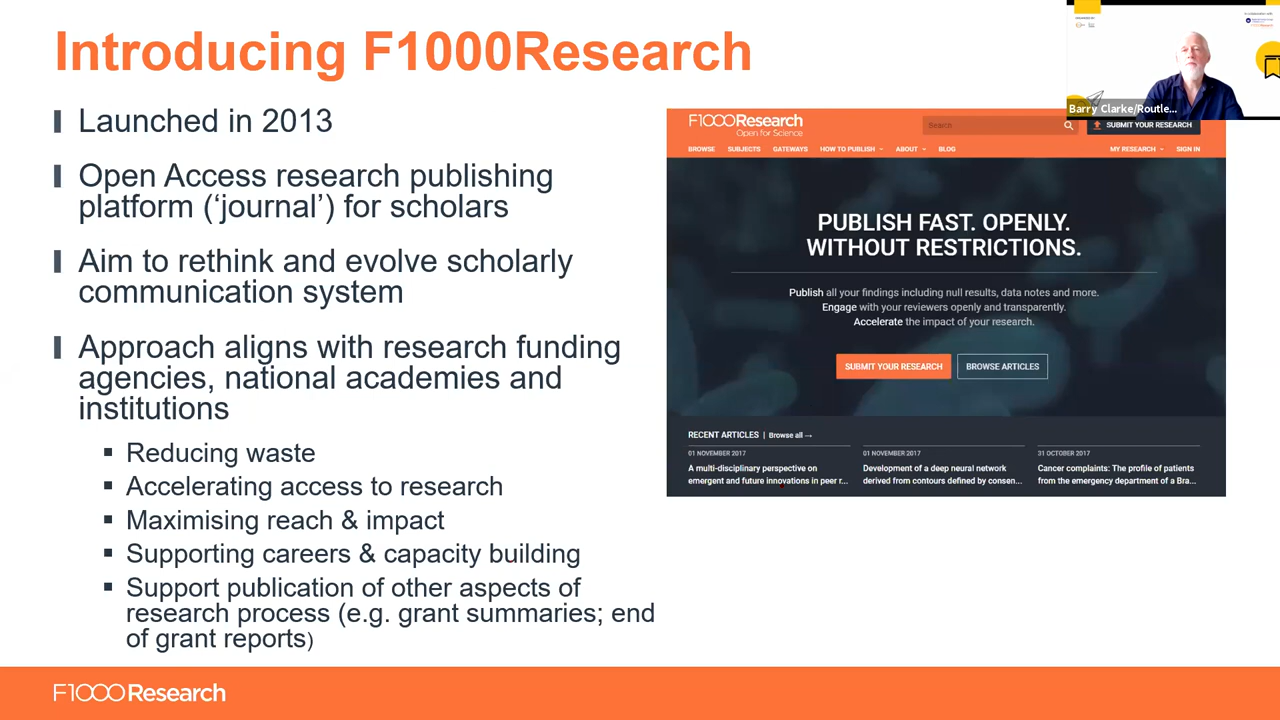 Introducing F1000Research
Launched in 2013
Open Access research publishing
platform (‘journal’) for scholars
Aim to rethink and evolve scholarly
communication system
Approach aligns with research funding
agencies, national academies and
institutions
Reducing waste
Accelerating access to research
Maximising reach & impact
Supporting careers & capacity building
Support publication of other aspects of
research process (e.g. grant summaries; end
of grant reports)
Barry Clarke/Routle...
F1000Research
Open for Science
Search
SUBMIT YOUR RESEARCH
BROWSE SUBJECTS GATEWAYS HOW TO PUBLISH ABOUT BLOG MY RESEARCH SIGN IN
PUBLISH FAST. OPENLY.
WITHOUT RESTRICTIONS.
Publish all your findings including null results, data notes and more.
Engage with your reviewers openly and transparently.
Accelerate the impact of your research.
SUBMIT YOUR RESEARCH BROWSE ARTICLES
RECENT ARTICLES | Browse all →
01 NOVEMBER 2017
A multi-disciplinary perspective on
emergent and future innovations in peer r...
01 NOVEMBER 2017
Development of a deep neural network
derived from contours defined by consen...
31 OCTOBER 2017
Cancer complaints: The profile of patients
from the emergency department of a Bra...
F1000Research